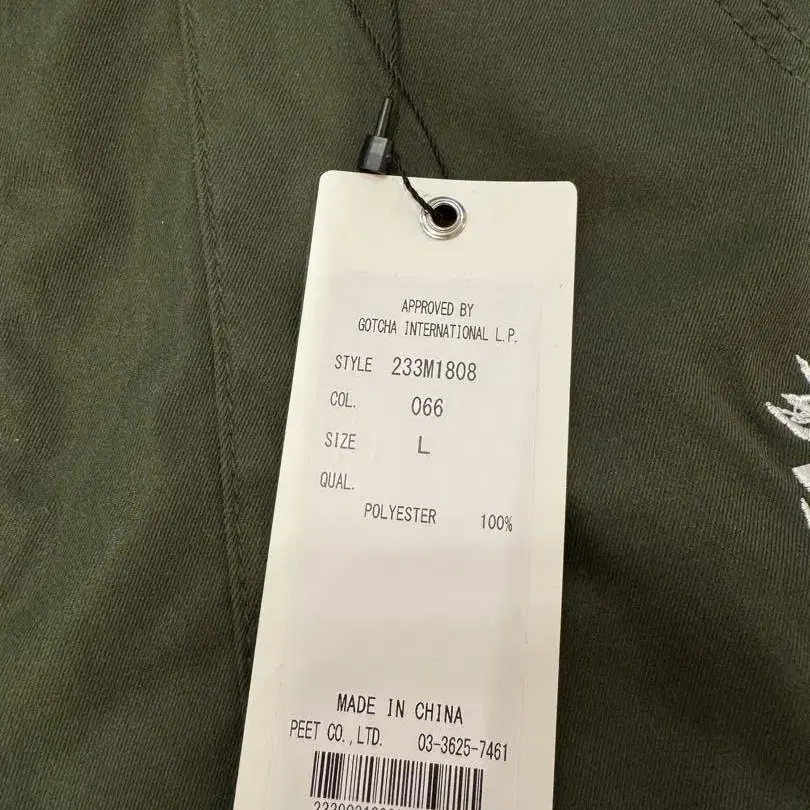 APPROVED BY
GOTCHA INTERNATIONAL L.P.
STYLE 233M1808
COL. 066
SIZE L
QUAL.
POLYESTER 100%
MADE IN CHINA
PEET CO.,LTD. 03-3625-7461